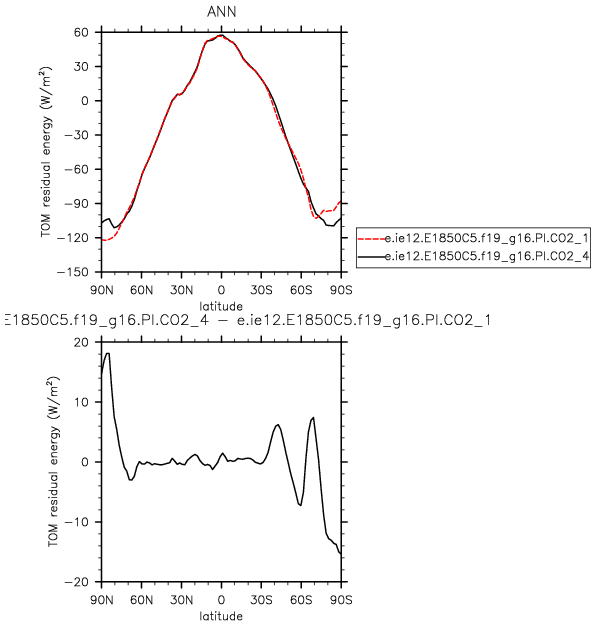 ANN
TOM residual energy (W/m²)
60
30
0
−30
−60
−90
−120
−150
90N 60N 30N 0 30S 60S 90S
latitude
e.ie12.E1850C5.f19_g16.PI.CO2_1
e.ie12.E1850C5.f19_g16.PI.CO2_4
E1850C5.f19_g16.PI.CO2_4 − e.ie12.E1850C5.f19_g16.PI.CO2_1
TOM residual energy (W/m²)
20
10
0
−10
−20
90N 60N 30N 0 30S 60S 90S
latitude